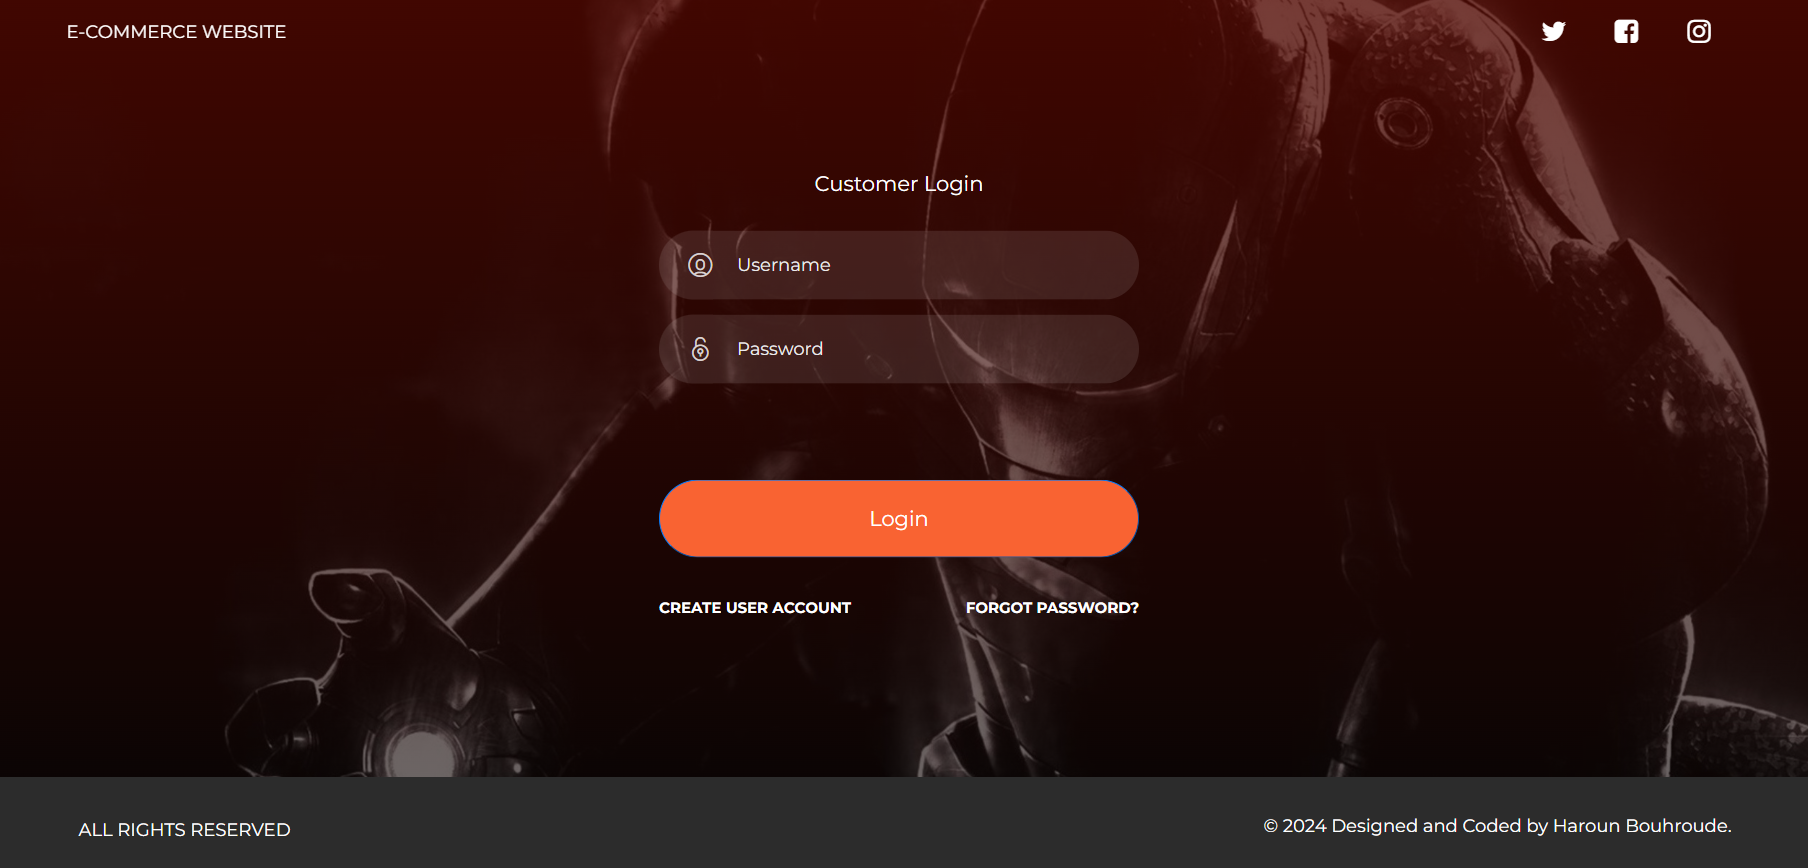 E-COMMERCE WEBSITE
Customer Login
Username
Password
Login
CREATE USER ACCOUNT
FORGOT PASSWORD?
ALL RIGHTS RESERVED
© 2024 Designed and Coded by Haroun Bouhroude.